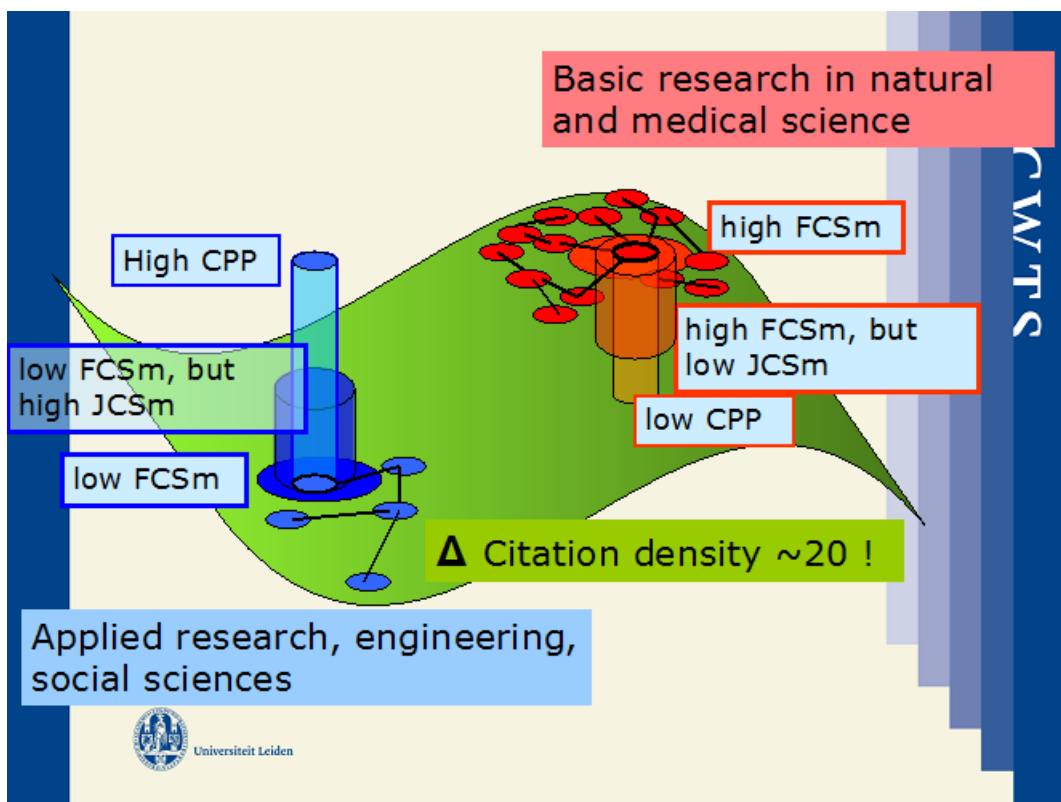 Basic research in natural
and medical science
CWTS
high FCSm
High CPP
high FCSm, but
low JCSm
low FCSm, but
high JCSm
low CPP
low FCSm
Δ Citation density ~20 !
Applied research, engineering,
social sciences
Universiteit Leiden